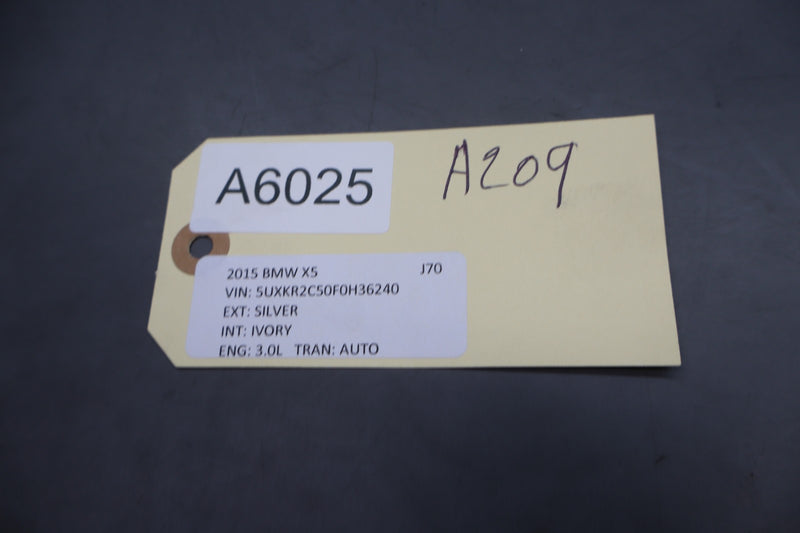 A6025
A209
2015 BMW X5 J70
VIN: 5UXKR2C50F0H36240
EXT: SILVER
INT: IVORY
ENG: 3.0L TRAN: AUTO